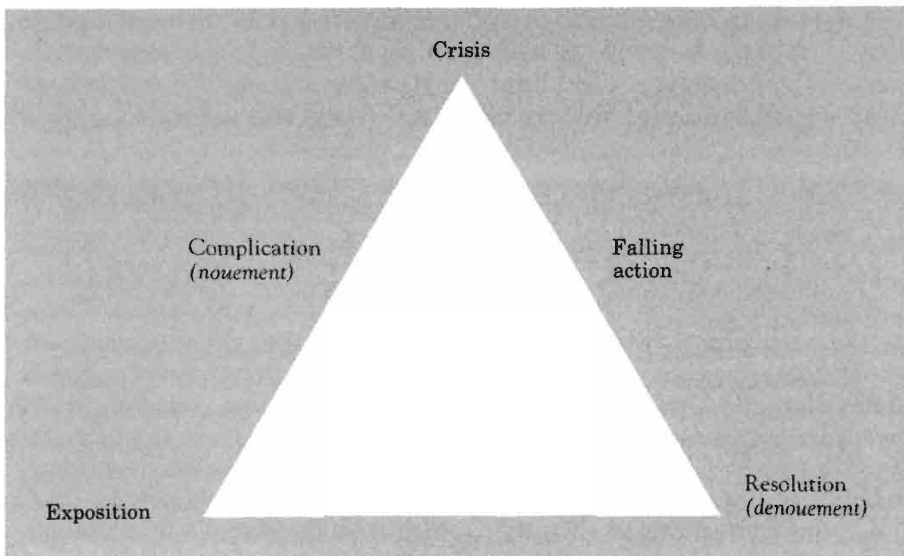 Crisis
Complication
(nouement)
Falling
action
Exposition
Resolution
(denouement)